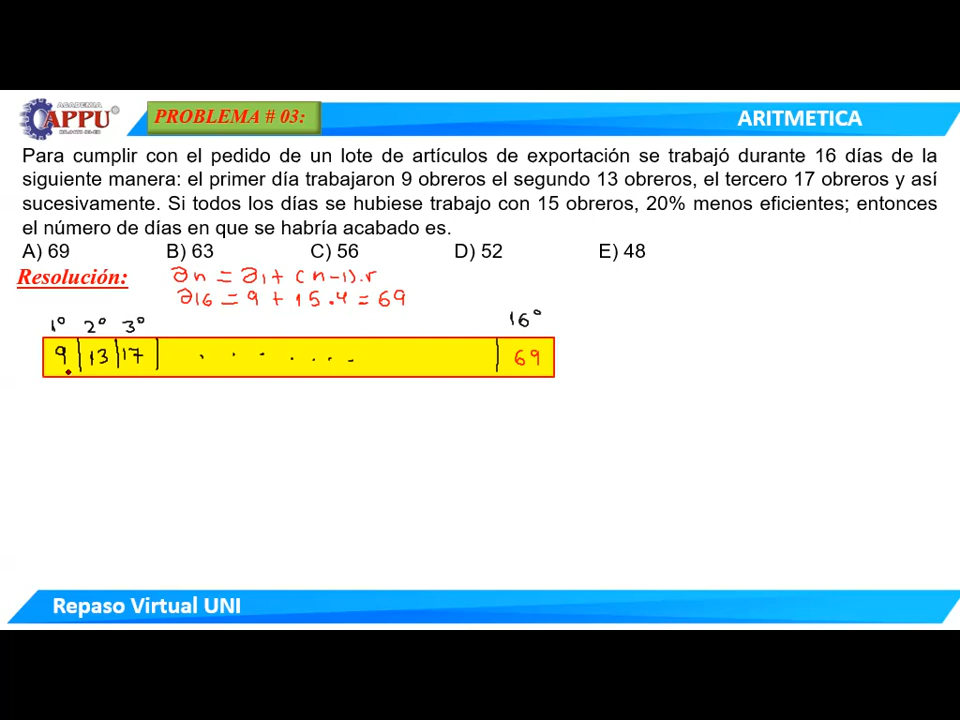 ACADEMIA
APPU
PROBLEMA # 03:
ARITMETICA
Para cumplir con el pedido de un lote de artículos de exportación se trabajó durante 16 días de la
siguiente manera: el primer día trabajaron 9 obreros el segundo 13 obreros, el tercero 17 obreros y así
sucesivamente. Si todos los días se hubiese trabajo con 15 obreros, 20% menos eficientes; entonces
el número de días en que se habría acabado es.
A) 69 B) 63 C) 56 D) 52 E) 48
Resolución:
an = a1 + (n-1).r
a16 = 9 + 15.4 = 69
1° 2° 3° 16°
9 13 17 . . . . . . . 69
Repaso Virtual UNI